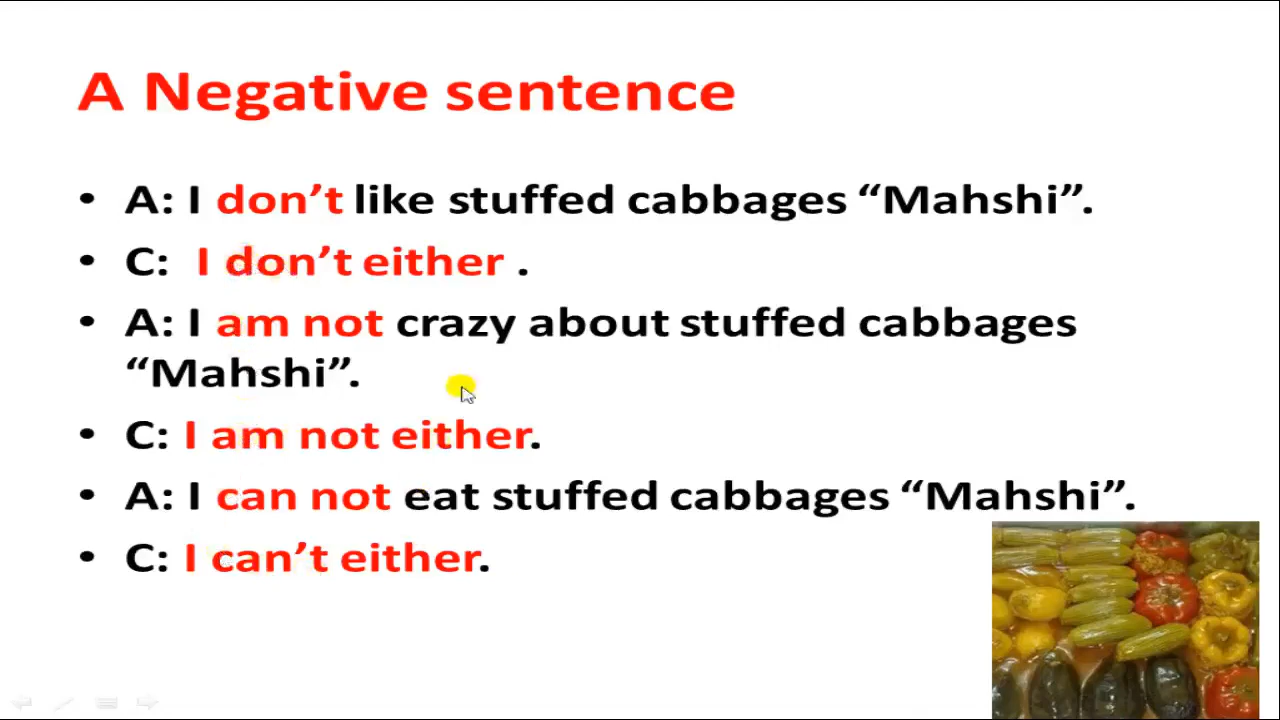 A Negative sentence
• A: I don’t like stuffed cabbages “Mahshi”.
• C: I don’t either .
• A: I am not crazy about stuffed cabbages
“Mahshi”.
• C: I am not either.
• A: I can not eat stuffed cabbages “Mahshi”.
• C: I can’t either.